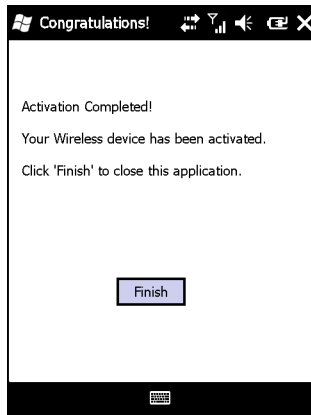 Congratulations!
Activation Completed!
Your Wireless device has been activated.
Click 'Finish' to close this application.
Finish